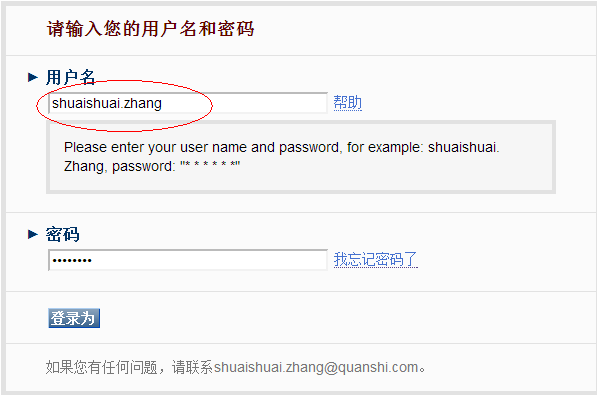 请输入您的用户名和密码
用户名
shuaishuai.zhang 帮助
Please enter your user name and password, for example: shuaishuai.
Zhang, password: "* * * * * *"
密码
•••••••• 我忘记密码了
登录为
如果您有任何问题，请联系shuaishuai.zhang@quanshi.com。